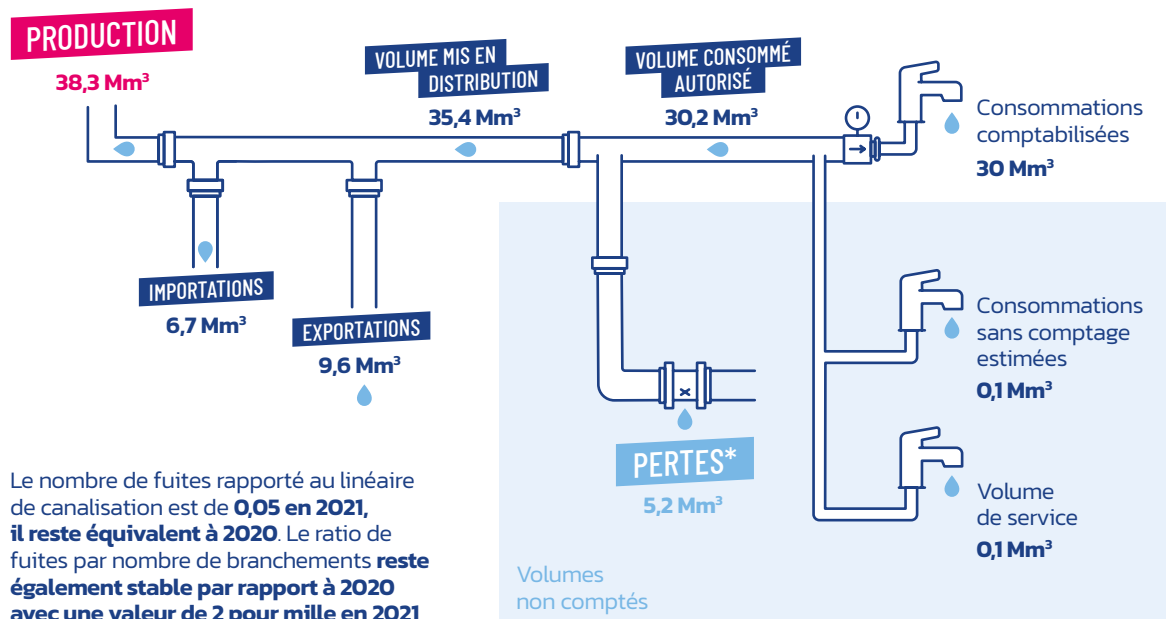 PRODUCTION
38,3 Mm³
VOLUME MIS EN
DISTRIBUTION
35,4 Mm³
VOLUME CONSOMMÉ
AUTORISÉ
30,2 Mm³
Consommations
comptabilisées
30 Mm³
IMPORTATIONS
6,7 Mm³
EXPORTATIONS
9,6 Mm³
Consommations
sans comptage
estimées
0,1 Mm³
PERTES*
5,2 Mm³
Volume
de service
0,1 Mm³
Volumes
non comptés
Le nombre de fuites rapporté au linéaire
de canalisation est de 0,05 en 2021,
il reste équivalent à 2020. Le ratio de
fuites par nombre de branchements reste
également stable par rapport à 2020
avec une valeur de 2 pour mille en 2021